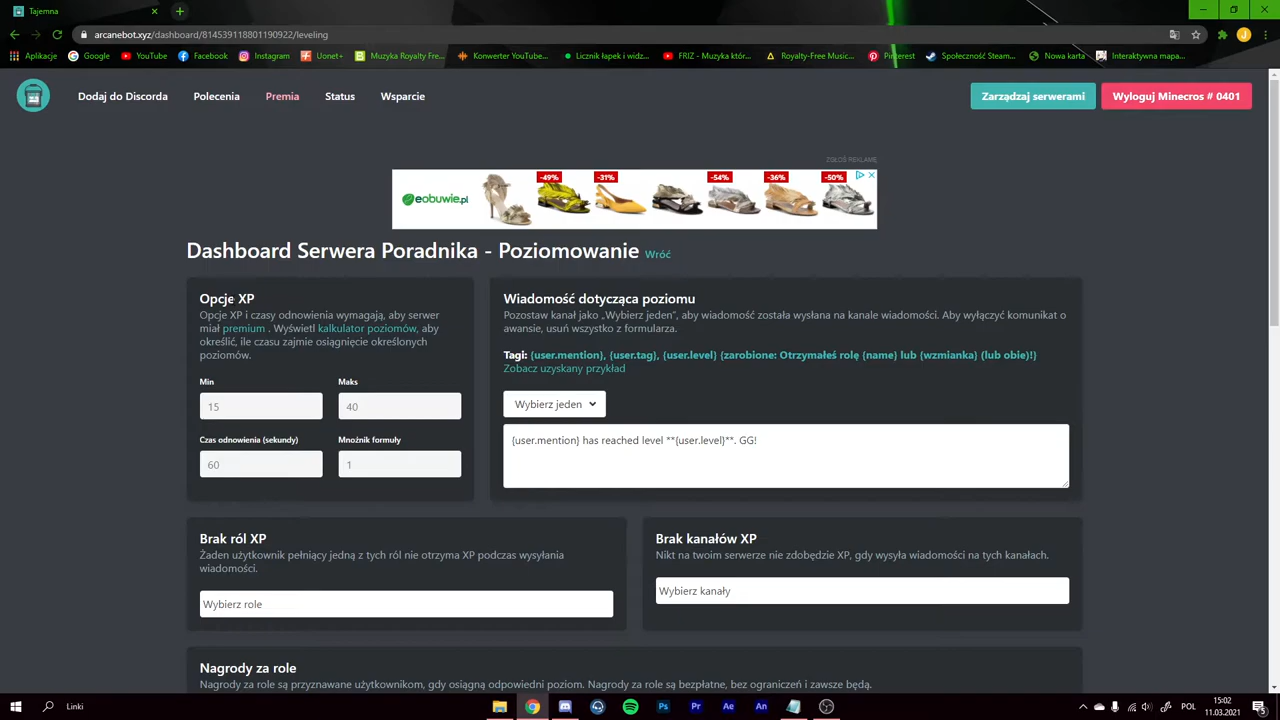 Tajemna
arcanebot.xyz/dashboard/814539118801190922/leveling
Aplikacje
Google
YouTube
Facebook
Instagram
Uonet+
Muzyka Royalty Fre...
Konwerter YouTube...
Licznik łapek i widz...
FRIZ - Muzyka któr...
Royalty-Free Music...
Pinterest
Społeczność Steam...
Nowa karta
Interaktywna mapa...
Dodaj do Discorda
Polecenia
Premia
Status
Wsparcie
Zarządzaj serwerami
Wyloguj Minecros # 0401
ZGŁOŚ REKLAMĘ
eobuwie.pl
-49%
-31%
-54%
-36%
-50%
Dashboard Serwera Poradnika - Poziomowanie Wróć
Opcje XP
Opcje XP i czasy odnowienia wymagają, aby serwer
miał premium . Wyświetl kalkulator poziomów, aby
określić, ile czasu zajmie osiągnięcie określonych
poziomów.
Min
Maks
15
40
Czas odnowienia (sekundy)
Mnożnik formuły
60
1
Wiadomość dotycząca poziomu
Pozostaw kanał jako „Wybierz jeden”, aby wiadomość została wysłana na kanale wiadomości. Aby wyłączyć komunikat o
awansie, usuń wszystko z formularza.
Tagi: {user.mention}, {user.tag}, {user.level} {zarobione: Otrzymałeś rolę {name} lub {wzmianka} (lub obie)!}
Zobacz uzyskany przykład
Wybierz jeden
{user.mention} has reached level **{user.level}**. GG!
Brak ról XP
Żaden użytkownik pełniący jedną z tych ról nie otrzyma XP podczas wysyłania
wiadomości.
Wybierz role
Brak kanałów XP
Nikt na twoim serwerze nie zdobędzie XP, gdy wysyła wiadomości na tych kanałach.
Wybierz kanały
Nagrody za role
Nagrody za role są przyznawane użytkownikom, gdy osiągną odpowiedni poziom. Nagrody za role są bezpłatne, bez ograniczeń i zawsze będą.
Linki
POL
15:02
11.03.2021